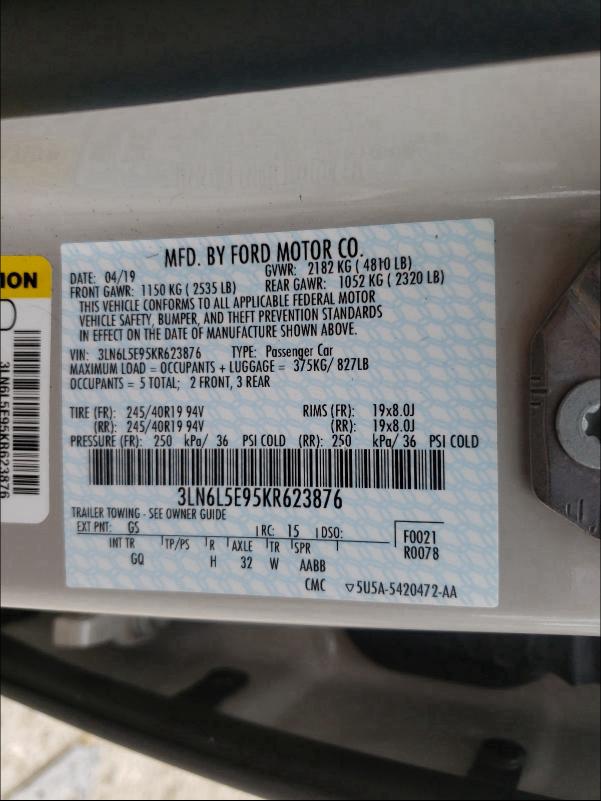 MFD. BY FORD MOTOR CO.
DATE: 04/19 GVWR: 2182 KG ( 4810 LB)
FRONT GAWR: 1150 KG ( 2535 LB) REAR GAWR: 1052 KG ( 2320 LB)
THIS VEHICLE CONFORMS TO ALL APPLICABLE FEDERAL MOTOR
VEHICLE SAFETY, BUMPER, AND THEFT PREVENTION STANDARDS
IN EFFECT ON THE DATE OF MANUFACTURE SHOWN ABOVE.
VIN: 3LN6L5E95KR623876 TYPE: Passenger Car
MAXIMUM LOAD = OCCUPANTS + LUGGAGE = 375KG/ 827LB
OCCUPANTS = 5 TOTAL; 2 FRONT, 3 REAR
TIRE (FR): 245/40R19 94V RIMS (FR): 19x8.0J
(RR): 245/40R19 94V (RR): 19x8.0J
PRESSURE (FR): 250 kPa/ 36 PSI COLD (RR): 250 kPa/ 36 PSI COLD
3LN6L5E95KR623876
TRAILER TOWING - SEE OWNER GUIDE
EXT PNT: GS RC: 15 DSO: F0021
INT TR TP/PS R AXLE TR SPR R0078
GQ H 32 W AABB
CMC ▽5U5A-5420472-AA
ION
3LN6L5E95KR623876